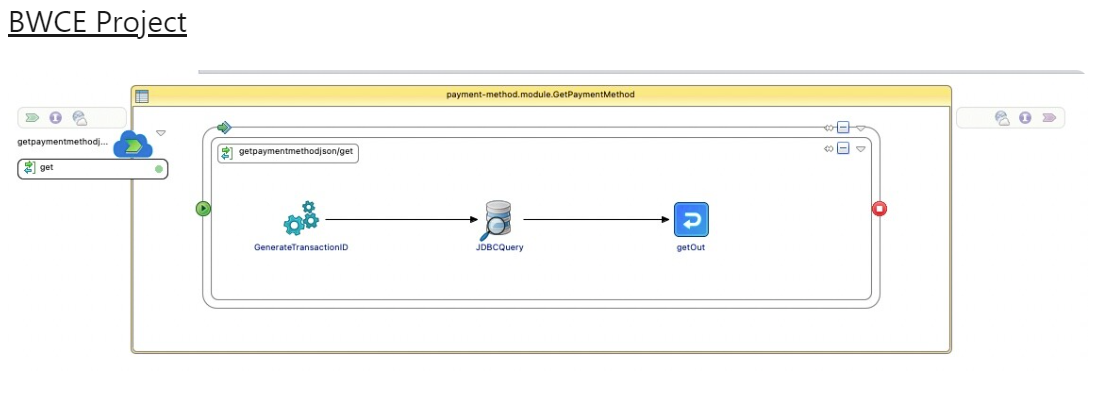 BWCE Project
payment-method.module.GetPaymentMethod
getpaymentmethodj...
get
getpaymentmethodjson/get
GenerateTransactionID
JDBCQuery
getOut